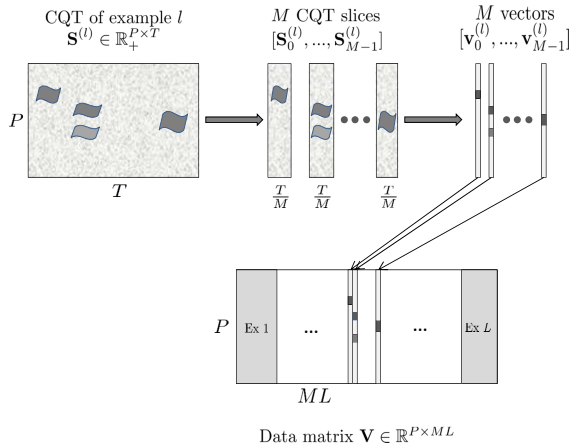 CQT of example l
S^{(l)} ∈ ℝ_+^{P×T}
M CQT slices
[S_0^{(l)}, ..., S_{M-1}^{(l)}]
M vectors
[v_0^{(l)}, ..., v_{M-1}^{(l)}]
P
T
T/M
T/M
T/M
P
Ex 1
...
...
Ex L
ML
Data matrix V ∈ ℝ^{P×ML}